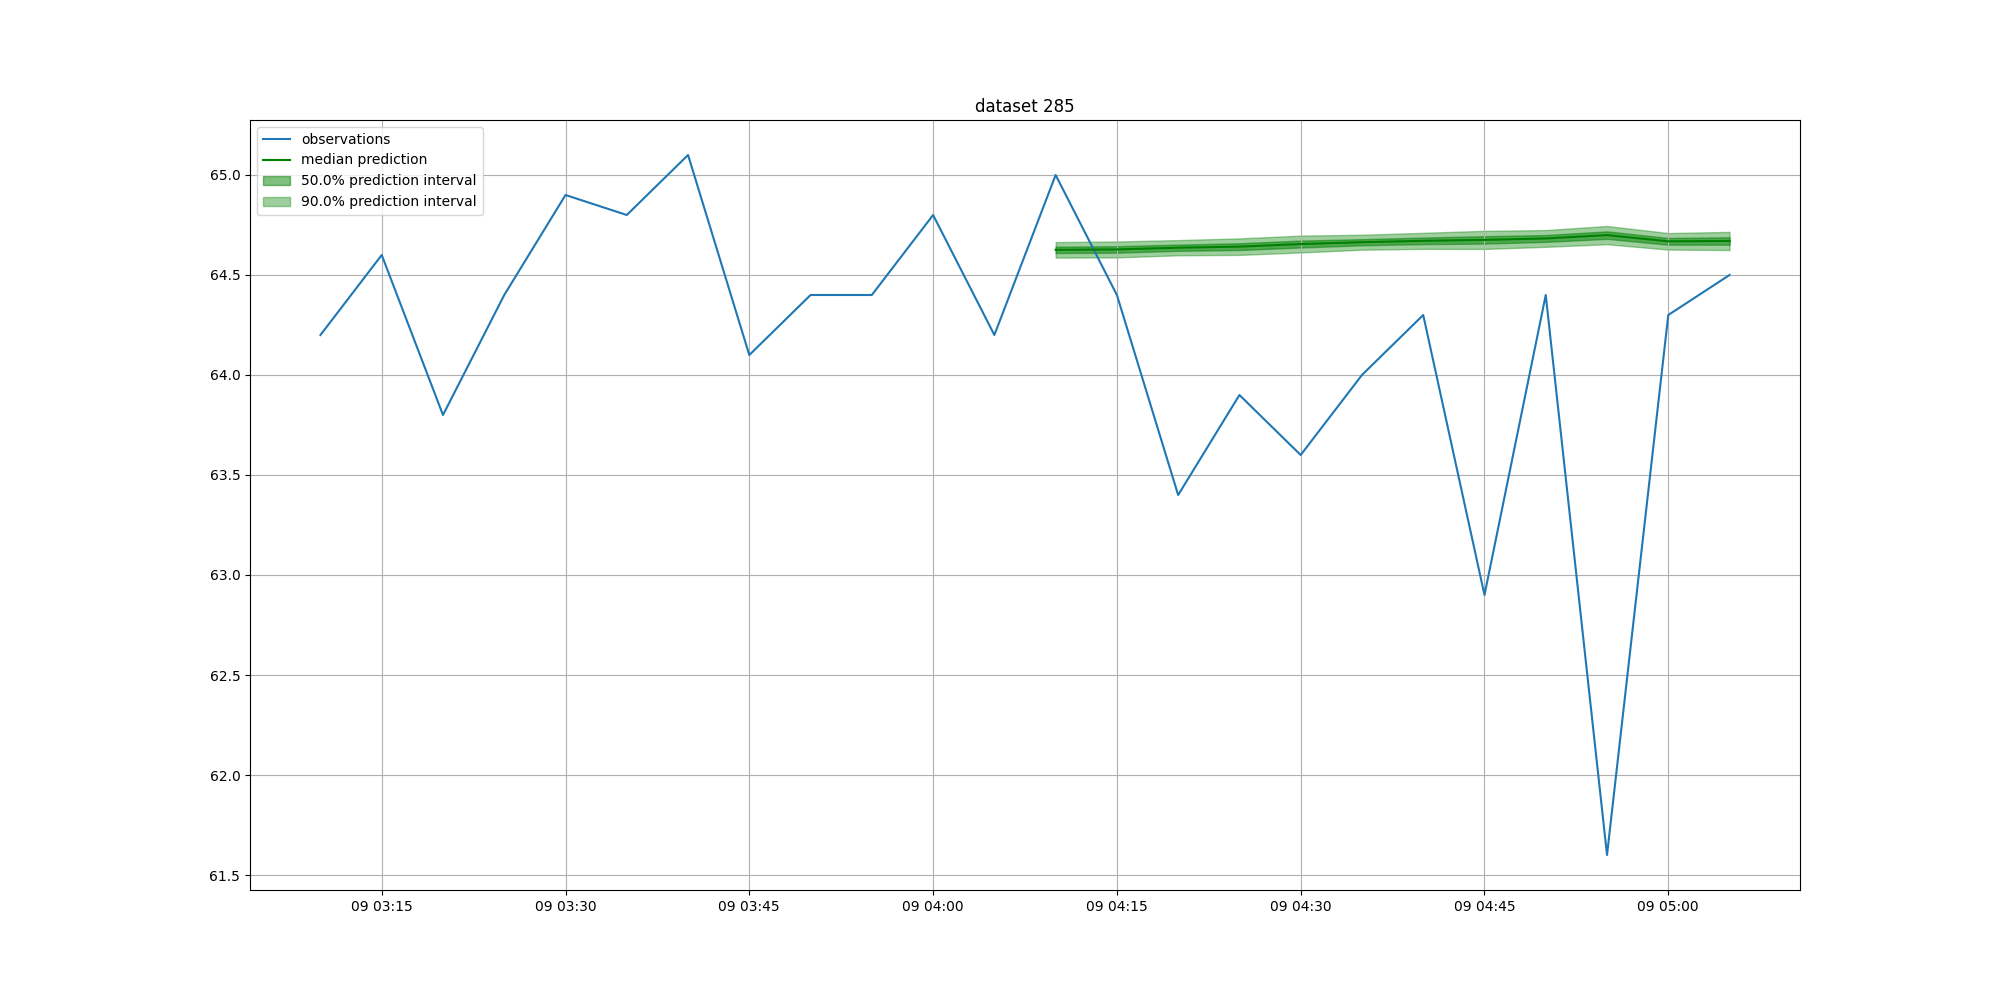 dataset 285
observations
median prediction
50.0% prediction interval
90.0% prediction interval
65.0
64.5
64.0
63.5
63.0
62.5
62.0
61.5
09 03:15 09 03:30 09 03:45 09 04:00 09 04:15 09 04:30 09 04:45 09 05:00